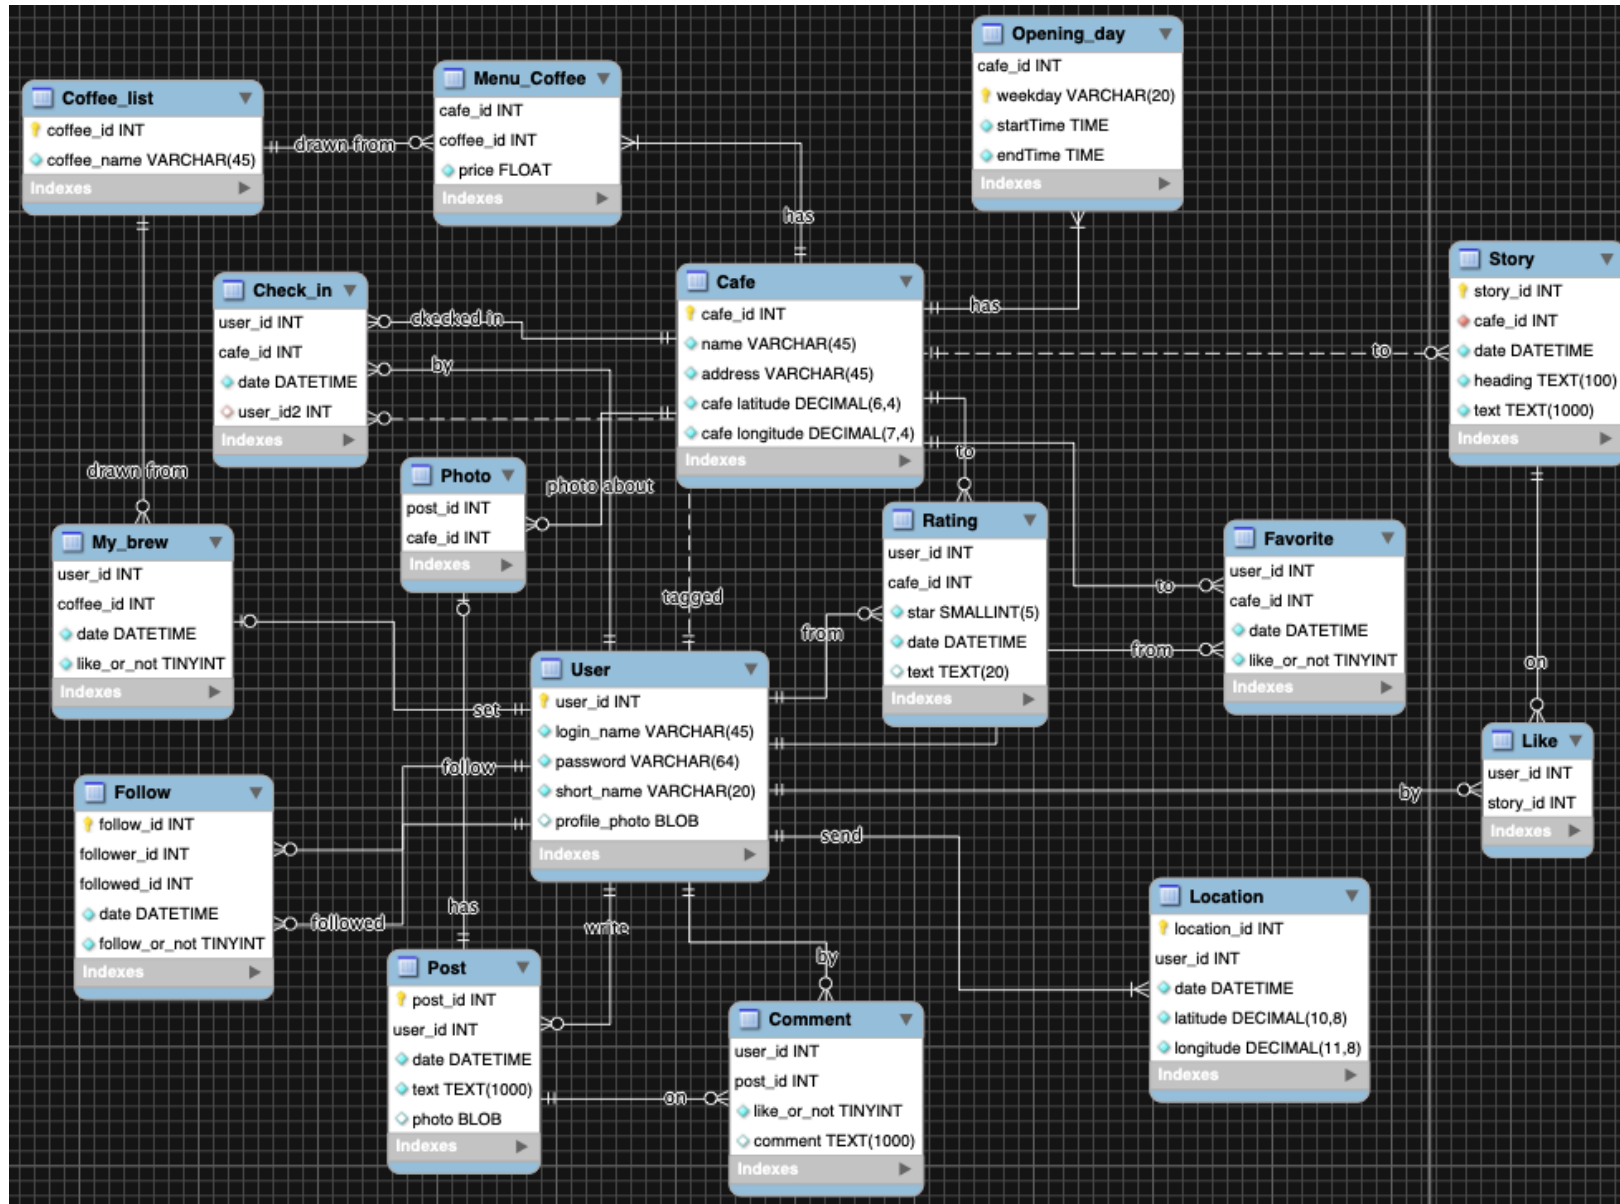 Coffee_list
coffee_id INT
coffee_name VARCHAR(45)
Indexes
drawn from
Menu_Coffee
cafe_id INT
coffee_id INT
price FLOAT
Indexes
has
Opening_day
cafe_id INT
weekday VARCHAR(20)
startTime TIME
endTime TIME
Indexes
has
Check_in
user_id INT
cafe_id INT
date DATETIME
user_id2 INT
Indexes
ckecked in
by
Cafe
cafe_id INT
name VARCHAR(45)
address VARCHAR(45)
cafe latitude DECIMAL(6,4)
cafe longitude DECIMAL(7,4)
Indexes
to
Story
story_id INT
cafe_id INT
date DATETIME
heading TEXT(100)
text TEXT(1000)
Indexes
drawn from
Photo
post_id INT
cafe_id INT
Indexes
photo about
tagged
to
Rating
user_id INT
cafe_id INT
star SMALLINT(5)
date DATETIME
text TEXT(20)
Indexes
from
to
from
Favorite
user_id INT
cafe_id INT
date DATETIME
like_or_not TINYINT
Indexes
on
My_brew
user_id INT
coffee_id INT
date DATETIME
like_or_not TINYINT
Indexes
set
User
user_id INT
login_name VARCHAR(45)
password VARCHAR(64)
short_name VARCHAR(20)
profile_photo BLOB
Indexes
follow
Like
user_id INT
story_id INT
Indexes
by
send
Follow
follow_id INT
follower_id INT
followed_id INT
date DATETIME
follow_or_not TINYINT
Indexes
followed
has
write
by
Location
location_id INT
user_id INT
date DATETIME
latitude DECIMAL(10,8)
longitude DECIMAL(11,8)
Indexes
Post
post_id INT
user_id INT
date DATETIME
text TEXT(1000)
photo BLOB
Indexes
on
Comment
user_id INT
post_id INT
like_or_not TINYINT
comment TEXT(1000)
Indexes